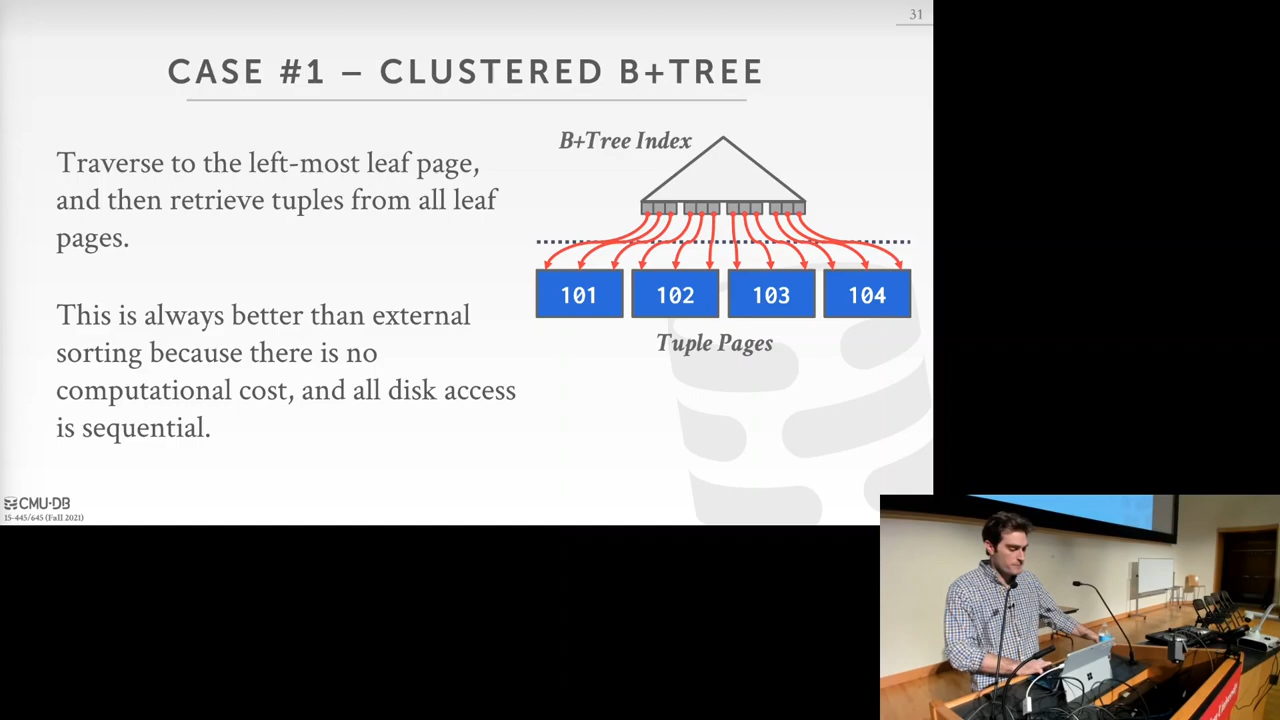 31
CASE #1 – CLUSTERED B+TREE
Traverse to the left-most leaf page,
and then retrieve tuples from all leaf
pages.
This is always better than external
sorting because there is no
computational cost, and all disk access
is sequential.
B+Tree Index
101 102 103 104
Tuple Pages
CMU·DB
15-445/645 (Fall 2021)